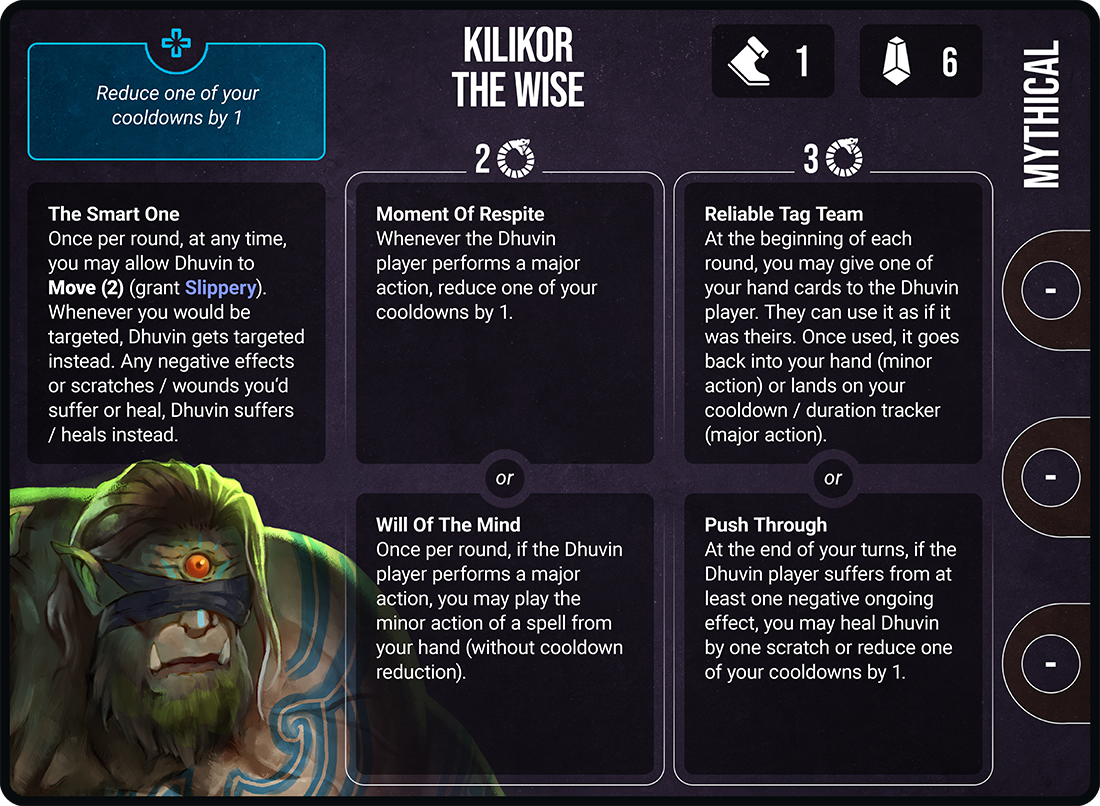 Reduce one of your
cooldowns by 1
KILIKOR
THE WISE
1
6
MYTHICAL
The Smart One
Once per round, at any time,
you may allow Dhuvin to
Move (2) (grant Slippery).
Whenever you would be
targeted, Dhuvin gets targeted
instead. Any negative effects
or scratches / wounds you'd
suffer or heal, Dhuvin suffers
/ heals instead.
2
Moment Of Respite
Whenever the Dhuvin
player performs a major
action, reduce one of your
cooldowns by 1.
or
Will Of The Mind
Once per round, if the Dhuvin
player performs a major
action, you may play the
minor action of a spell from
your hand (without cooldown
reduction).
3
Reliable Tag Team
At the beginning of each
round, you may give one of
your hand cards to the Dhuvin
player. They can use it as if it
was theirs. Once used, it goes
back into your hand (minor
action) or lands on your
cooldown / duration tracker
(major action).
or
Push Through
At the end of your turns, if the
Dhuvin player suffers from at
least one negative ongoing
effect, you may heal Dhuvin
by one scratch or reduce one
of your cooldowns by 1.
-
-
-